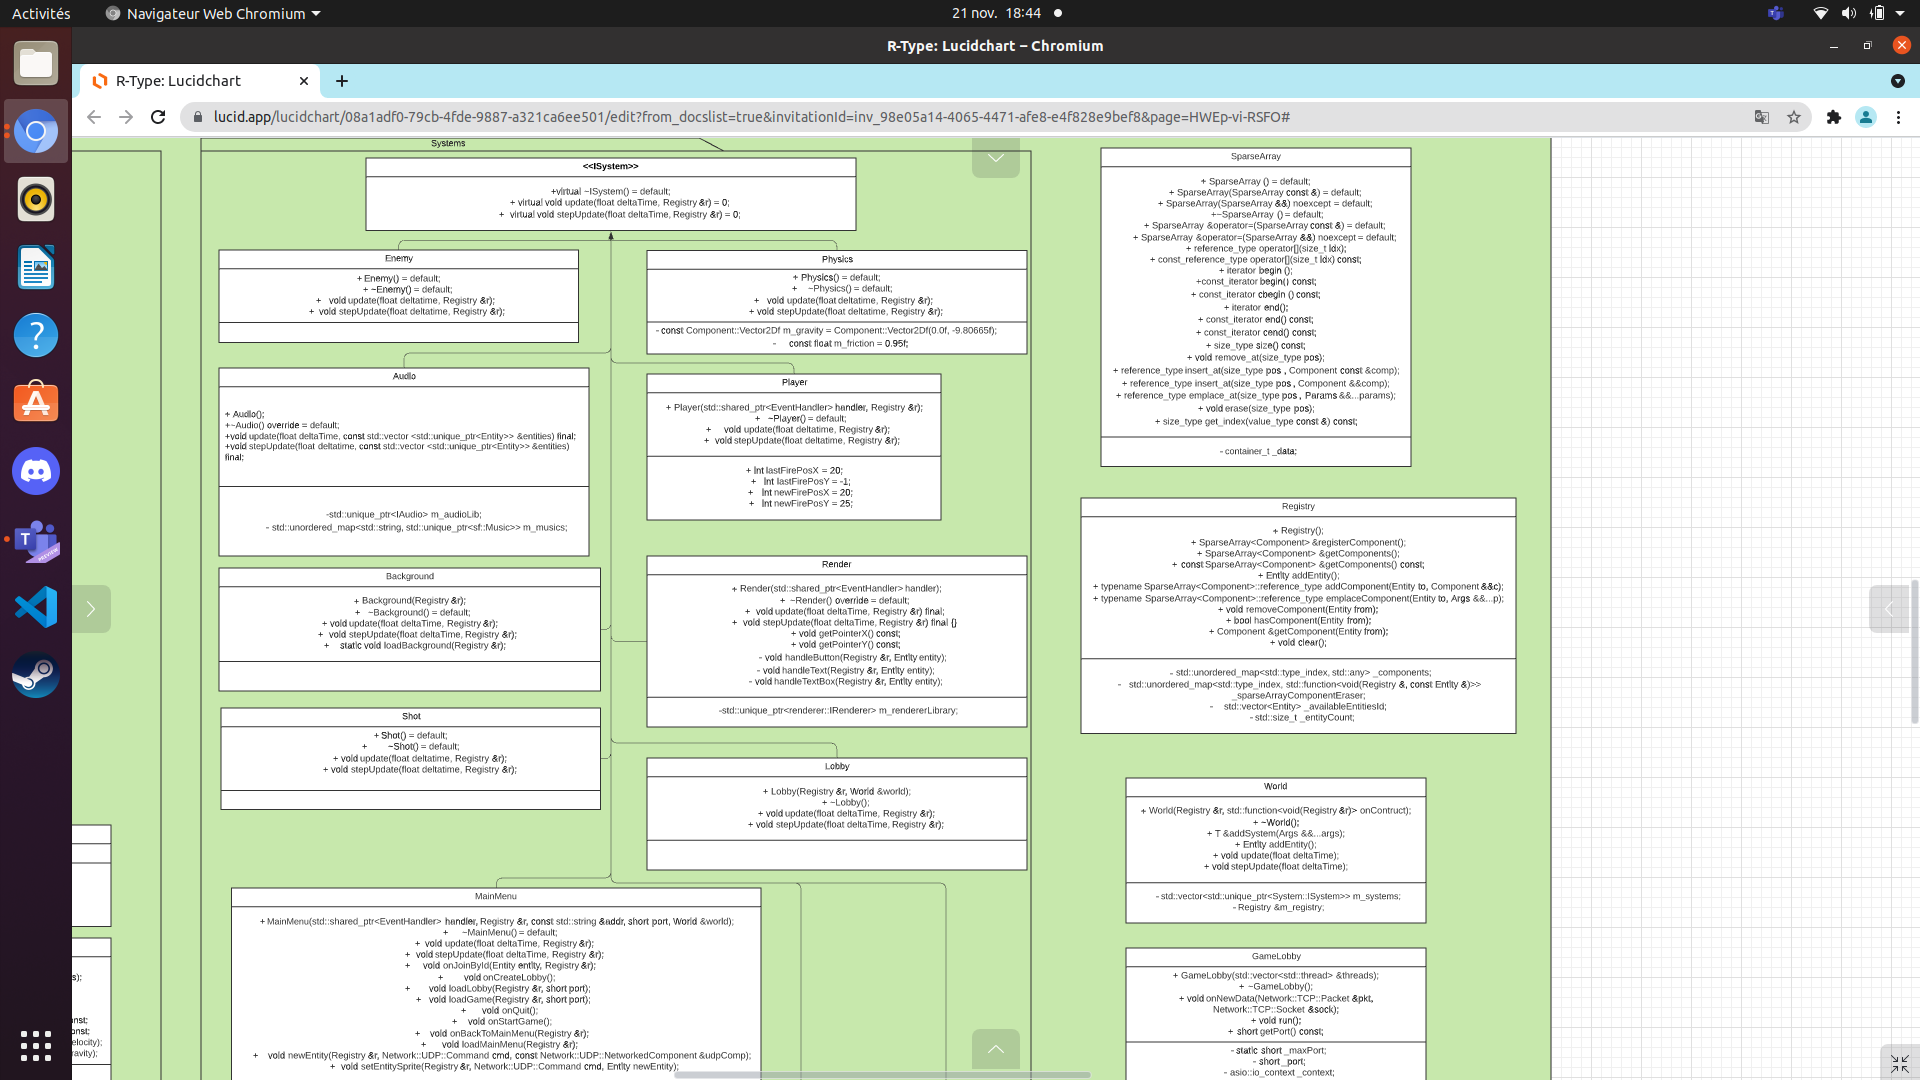 Activités
Navigateur Web Chromium
21 nov. 18:44
R-Type: Lucidchart – Chromium
R-Type: Lucidchart
lucid.app/lucidchart/08a1adf0-79cb-4fde-9887-a321ca6ee501/edit?from_docslist=true&invitationId=inv_98e05a14-4065-4471-afe8-e4f828e9bef8&page=HWEp-vi-RSFO#
Systems
<<ISystem>>
+virtual ~ISystem() = default;
+ virtual void update(float deltaTime, Registry &r) = 0;
+ virtual void stepUpdate(float deltaTime, Registry &r) = 0;
Enemy
+ Enemy() = default;
+ ~Enemy() = default;
+ void update(float deltatime, Registry &r);
+ void stepUpdate(float deltatime, Registry &r);
Physics
+ Physics() = default;
+ ~Physics() = default;
+ void update(float deltatime, Registry &r);
+ void stepUpdate(float deltatime, Registry &r);
- const Component::Vector2Df m_gravity = Component::Vector2Df(0.0f, -9.80665f);
- const float m_friction = 0.95f;
Audio
+ Audio();
+~Audio() override = default;
+void update(float deltaTime, const std::vector <std::unique_ptr<Entity>> &entities) final;
+void stepUpdate(float deltatime, const std::vector <std::unique_ptr<Entity>> &entities)
final;
-std::unique_ptr<IAudio> m_audioLib;
- std::unordered_map<std::string, std::unique_ptr<sf::Music>> m_musics;
Player
+ Player(std::shared_ptr<EventHandler> handler, Registry &r);
+ ~Player() = default;
+ void update(float deltatime, Registry &r);
+ void stepUpdate(float deltatime, Registry &r);
+ int lastFirePosX = 20;
+ int lastFirePosY = -1;
+ int newFirePosX = 20;
+ int newFirePosY = 25;
Background
+ Background(Registry &r);
+ ~Background() = default;
+ void update(float deltaTime, Registry &r);
+ void stepUpdate(float deltaTime, Registry &r);
+ static void loadBackground(Registry &r);
Render
+ Render(std::shared_ptr<EventHandler> handler);
+ ~Render() override = default;
+ void update(float deltaTime, Registry &r) final;
+ void stepUpdate(float deltaTime, Registry &r) final {}
+ void getPointerX() const;
+ void getPointerY() const;
- void handleButton(Registry &r, Entity entity);
- void handleText(Registry &r, Entity entity);
- void handleTextBox(Registry &r, Entity entity);
-std::unique_ptr<renderer::IRenderer> m_rendererLibrary;
Shot
+ Shot() = default;
+ ~Shot() = default;
+ void update(float deltatime, Registry &r);
+ void stepUpdate(float deltatime, Registry &r);
Lobby
+ Lobby(Registry &r, World &world);
+ ~Lobby();
+ void update(float deltaTime, Registry &r);
+ void stepUpdate(float deltaTime, Registry &r);
MainMenu
+ MainMenu(std::shared_ptr<EventHandler> handler, Registry &r, const std::string &addr, short port, World &world);
+ ~MainMenu() = default;
+ void update(float deltaTime, Registry &r);
+ void stepUpdate(float deltaTime, Registry &r);
+ void onJoinById(Entity entity, Registry &r);
+ void onCreateLobby();
+ void loadLobby(Registry &r, short port);
+ void loadGame(Registry &r, short port);
+ void onQuit();
+ void onStartGame();
+ void onBackToMainMenu(Registry &r);
+ void loadMainMenu(Registry &r);
+ void newEntity(Registry &r, Network::UDP::Command cmd, const Network::UDP::NetworkedComponent &udpComp);
+ void setEntitySprite(Registry &r, Network::UDP::Command cmd, Entity newEntity);
SparseArray
+ SparseArray () = default;
+ SparseArray(SparseArray const &) = default;
+ SparseArray(SparseArray &&) noexcept = default;
+~SparseArray () = default;
+ SparseArray &operator=(SparseArray const &) = default;
+ SparseArray &operator=(SparseArray &&) noexcept = default;
+ reference_type operator[](size_t idx);
+ const_reference_type operator[](size_t idx) const;
+ iterator begin ();
+const_iterator begin() const;
+ const_iterator cbegin () const;
+ iterator end();
+ const_iterator end() const;
+ const_iterator cend() const;
+ size_type size() const;
+ void remove_at(size_type pos);
+ reference_type insert_at(size_type pos , Component const &comp);
+ reference_type insert_at(size_type pos , Component &&comp);
+ reference_type emplace_at(size_type pos , Params &&...params);
+ void erase(size_type pos);
+ size_type get_index(value_type const &) const;
- container_t _data;
Registry
+ Registry();
+ SparseArray<Component> &registerComponent();
+ SparseArray<Component> &getComponents();
+ const SparseArray<Component> &getComponents() const;
+ Entity addEntity();
+ typename SparseArray<Component>::reference_type addComponent(Entity to, Component &&c);
+ typename SparseArray<Component>::reference_type emplaceComponent(Entity to, Args &&...p);
+ void removeComponent(Entity from);
+ bool hasComponent(Entity from);
+ Component &getComponent(Entity from);
+ void clear();
- std::unordered_map<std::type_index, std::any> _components;
- std::unordered_map<std::type_index, std::function<void(Registry &, const Entity &)>>
_sparseArrayComponentEraser;
- std::vector<Entity> _availableEntitiesId;
- std::size_t _entityCount;
World
+ World(Registry &r, std::function<void(Registry &r)> onContruct);
+ ~World();
+ T &addSystem(Args &&...args);
+ Entity addEntity();
+ void update(float deltaTime);
+ void stepUpdate(float deltaTime);
- std::vector<std::unique_ptr<System::ISystem>> m_systems;
- Registry &m_registry;
GameLobby
+ GameLobby(std::vector<std::thread> &threads);
+ ~GameLobby();
+ void onNewData(Network::TCP::Packet &pkt,
Network::TCP::Socket &sock);
+ void run();
+ short getPort() const;
- static short _maxPort;
- short _port;
- asio::io_context _context;
s);
nst;
onst;
elocity);
ravity);